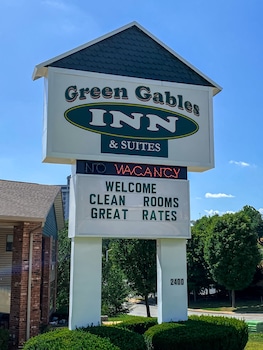 Green Gables
INN
& SUITES
NO VACANCY
WELCOME
CLEAN ROOMS
GREAT RATES
2400